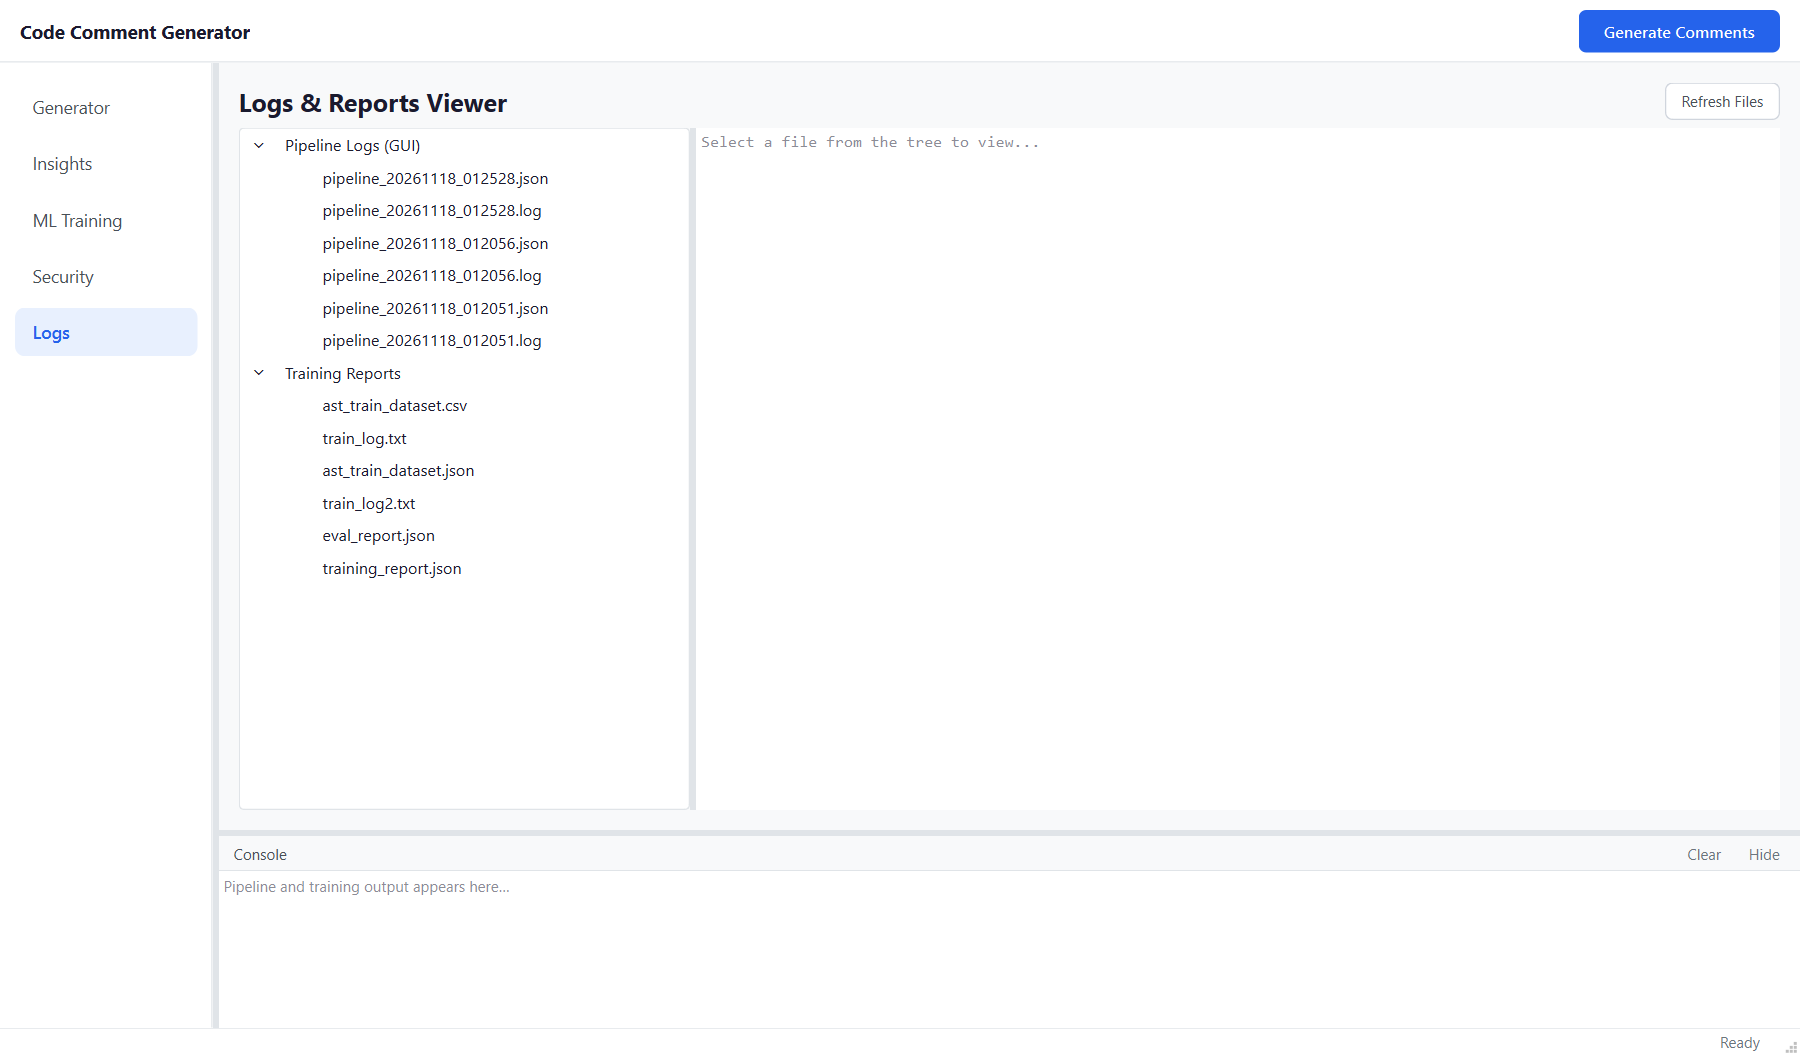 Code Comment Generator
Generate Comments
Generator
Insights
ML Training
Security
Logs
Logs & Reports Viewer
Refresh Files
Pipeline Logs (GUI)
pipeline_20261118_012528.json
pipeline_20261118_012528.log
pipeline_20261118_012056.json
pipeline_20261118_012056.log
pipeline_20261118_012051.json
pipeline_20261118_012051.log
Training Reports
ast_train_dataset.csv
train_log.txt
ast_train_dataset.json
train_log2.txt
eval_report.json
training_report.json
Select a file from the tree to view...
Console
Clear
Hide
Pipeline and training output appears here...
Ready